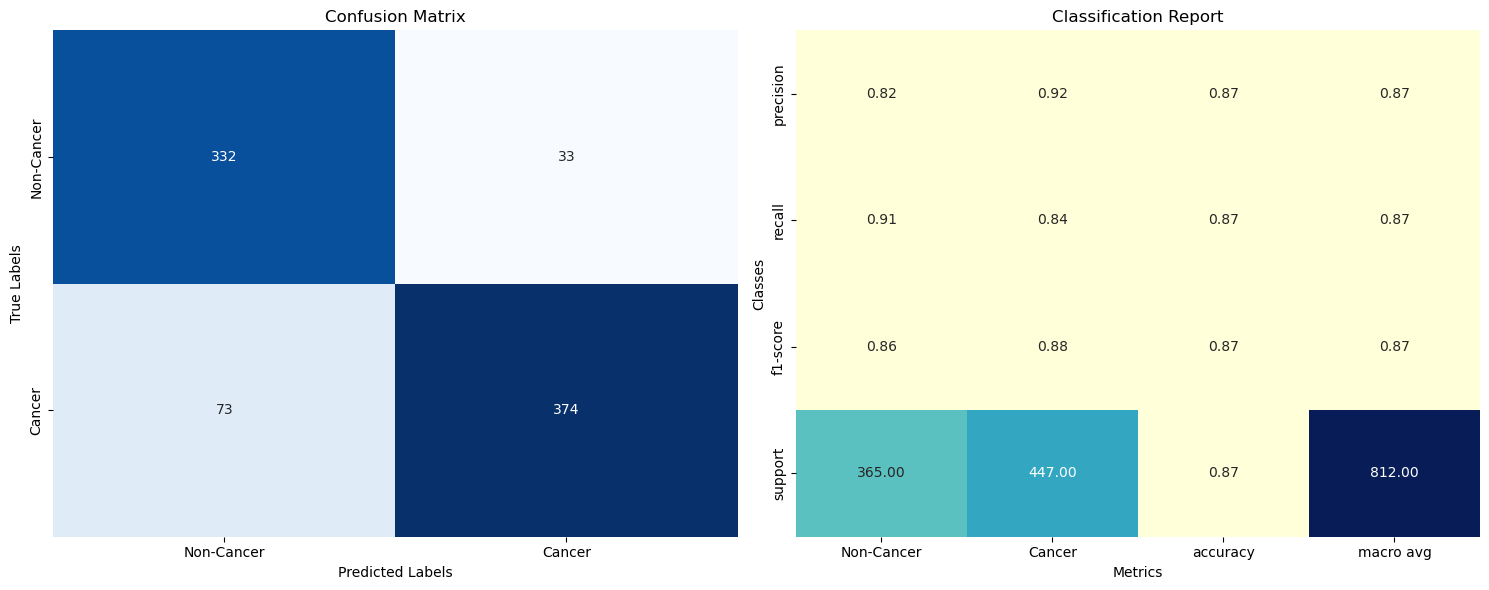 Confusion Matrix
Non-Cancer
332
33
True Labels
Cancer
73
374
Non-Cancer
Cancer
Predicted Labels
Classification Report
precision
0.82
0.92
0.87
0.87
recall
0.91
0.84
0.87
0.87
Classes
f1-score
0.86
0.88
0.87
0.87
support
365.00
447.00
0.87
812.00
Non-Cancer
Cancer
accuracy
macro avg
Metrics